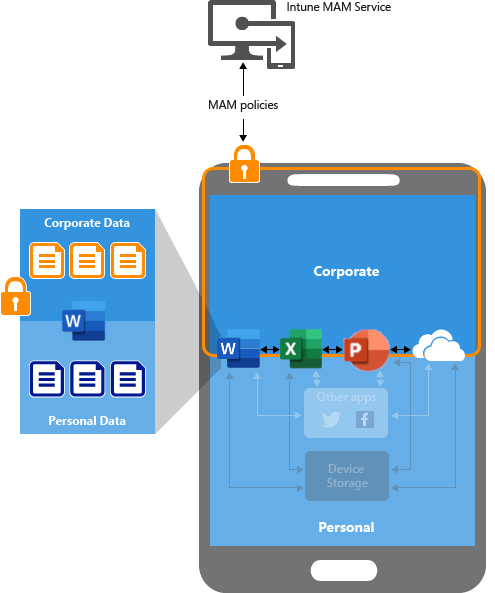 Intune MAM Service
MAM policies
Corporate Data
W
Personal Data
Corporate
W
X
P
Other apps
Device
Storage
Personal